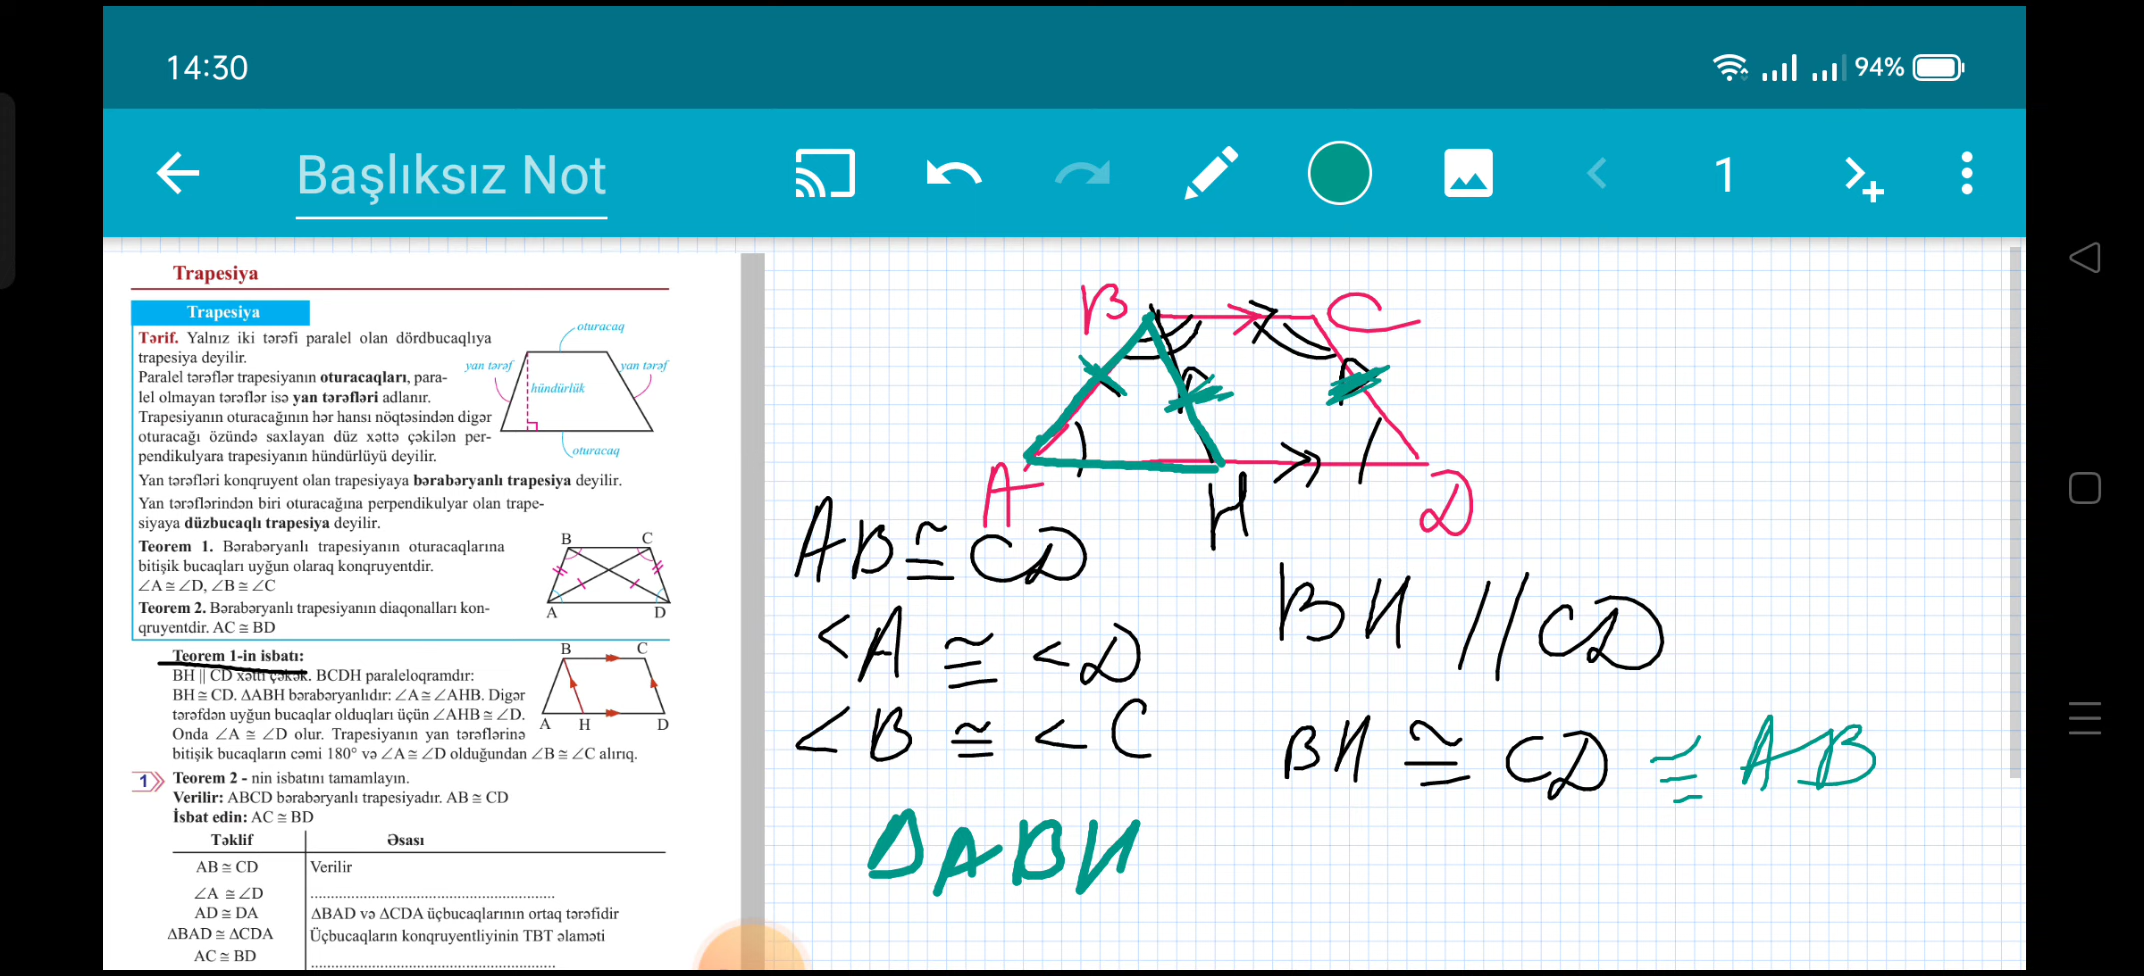 14:30
94%
Başlıksız Not
1
Trapesiya
Trapesiya
Tərif. Yalnız iki tərəfi paralel olan dördbucaqlıya
trapesiya deyilir.
Paralel tərəflər trapesiyanın oturacaqları, para-
lel olmayan tərəflər isə yan tərəfləri adlanır.
Trapesiyanın oturacağının hər hansı nöqtəsindən digər
oturacağı özündə saxlayan düz xəttə çəkilən per-
pendikulyara trapesiyanın hündürlüyü deyilir.
oturacaq
yan tərəf
yan tərəf
hündürlük
oturacaq
Yan tərəfləri konqruyent olan trapesiyaya bərabəryanlı trapesiya deyilir.
Yan tərəflərindən biri oturacağına perpendikulyar olan trape-
siyaya düzbucaqlı trapesiya deyilir.
Teorem 1. Bərabəryanlı trapesiyanın oturacaqlarına
bitişik bucaqları uyğun olaraq konqruyentdir.
∠A ≅ ∠D, ∠B ≅ ∠C
Teorem 2. Bərabəryanlı trapesiyanın diaqonalları kon-
qruyentdir. AC ≅ BD
B C
A D
Teorem 1-in isbatı:
BH || CD xətti çəkək. BCDH paraleloqramdır:
BH ≅ CD. ΔABH bərabəryanlıdır: ∠A ≅ ∠AHB. Digər
tərəfdən uyğun bucaqlar olduqları üçün ∠AHB ≅ ∠D.
Onda ∠A ≅ ∠D olur. Trapesiyanın yan tərəflərinə
bitişik bucaqların cəmi 180° və ∠A ≅ ∠D olduğundan ∠B ≅ ∠C alırıq.
B C
A H D
1
Teorem 2 - nin isbatını tamamlayın.
Verilir: ABCD bərabəryanlı trapesiyadır. AB ≅ CD
İsbat edin: AC ≅ BD
Təklif Əsası
AB ≅ CD Verilir
∠A ≅ ∠D ......................................................
AD ≅ DA ΔBAD və ΔCDA üçbucaqlarının ortaq tərəfidir
ΔBAD ≅ ΔCDA Üçbucaqların konqruyentliyinin TBT əlaməti
AC ≅ BD ......................................................
B C
A H D
AB ≅ CD
<A ≅ <D
<B ≅ <C
ΔABH
BH // CD
BH ≅ CD ≅ AB